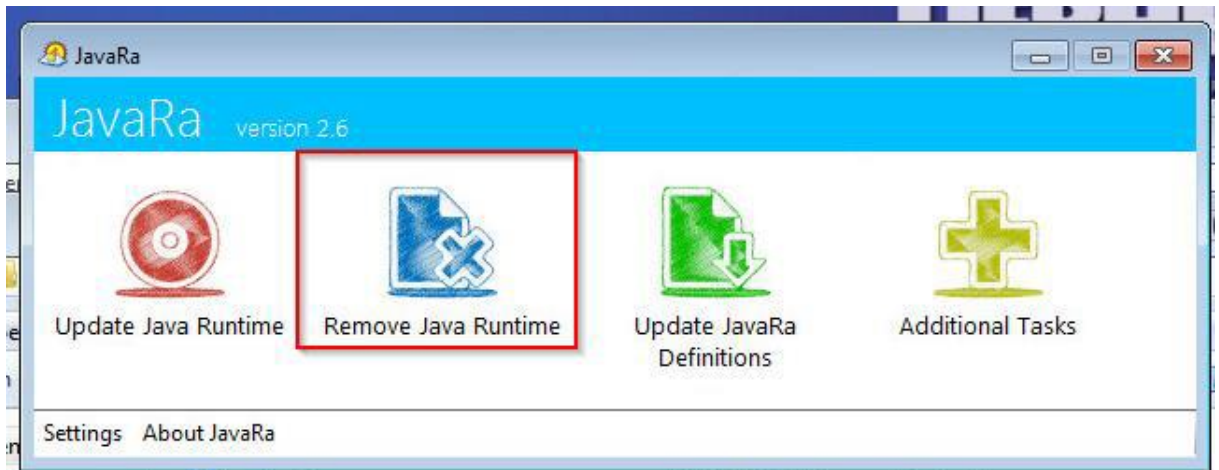 JavaRa
JavaRa version 2.6
Update Java Runtime
Remove Java Runtime
Update JavaRa
Definitions
Additional Tasks
Settings About JavaRa